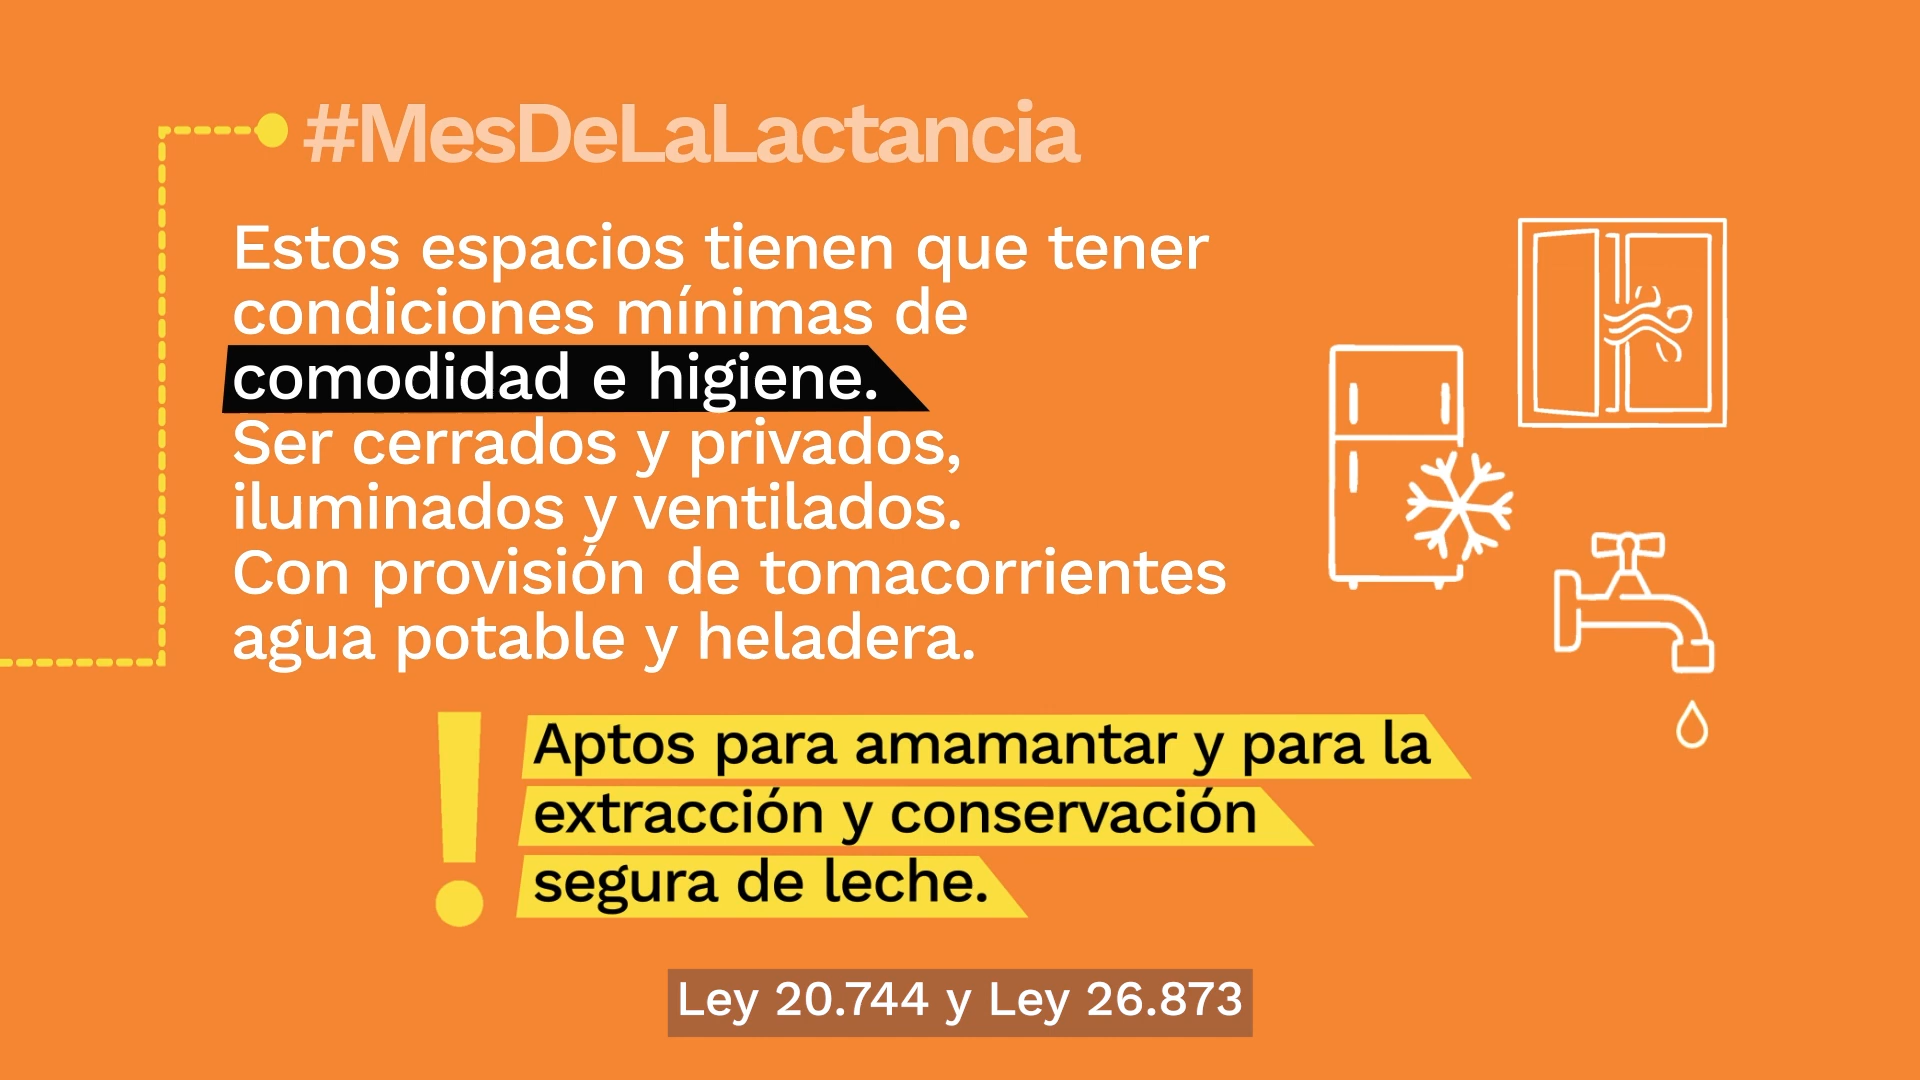 #MesDeLaLactancia
Estos espacios tienen que tener
condiciones mínimas de
comodidad e higiene.
Ser cerrados y privados,
iluminados y ventilados.
Con provisión de tomacorrientes
agua potable y heladera.
Aptos para amamantar y para la
extracción y conservación
segura de leche.
Ley 20.744 y Ley 26.873